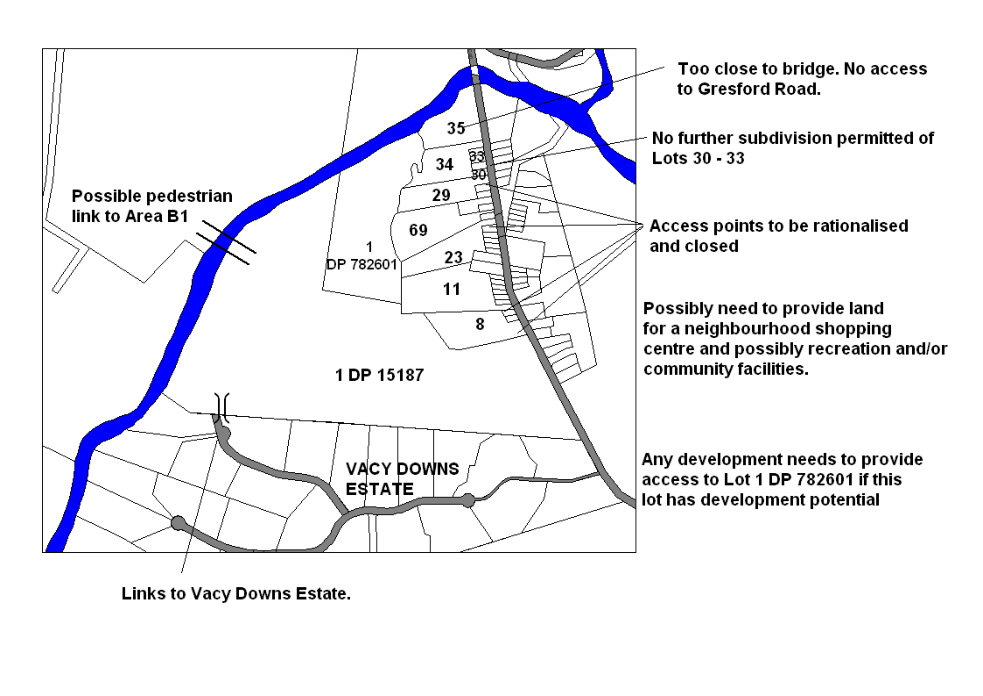 Too close to bridge. No access
to Gresford Road.
35
No further subdivision permitted of
Lots 30 - 33
33
34
30
29
Possible pedestrian
link to Area B1
Access points to be rationalised
and closed
69
1
DP 782601
23
11
8
Possibly need to provide land
for a neighbourhood shopping
centre and possibly recreation and/or
community facilities.
1 DP 15187
VACY DOWNS
ESTATE
Any development needs to provide
access to Lot 1 DP 782601 if this
lot has development potential
Links to Vacy Downs Estate.